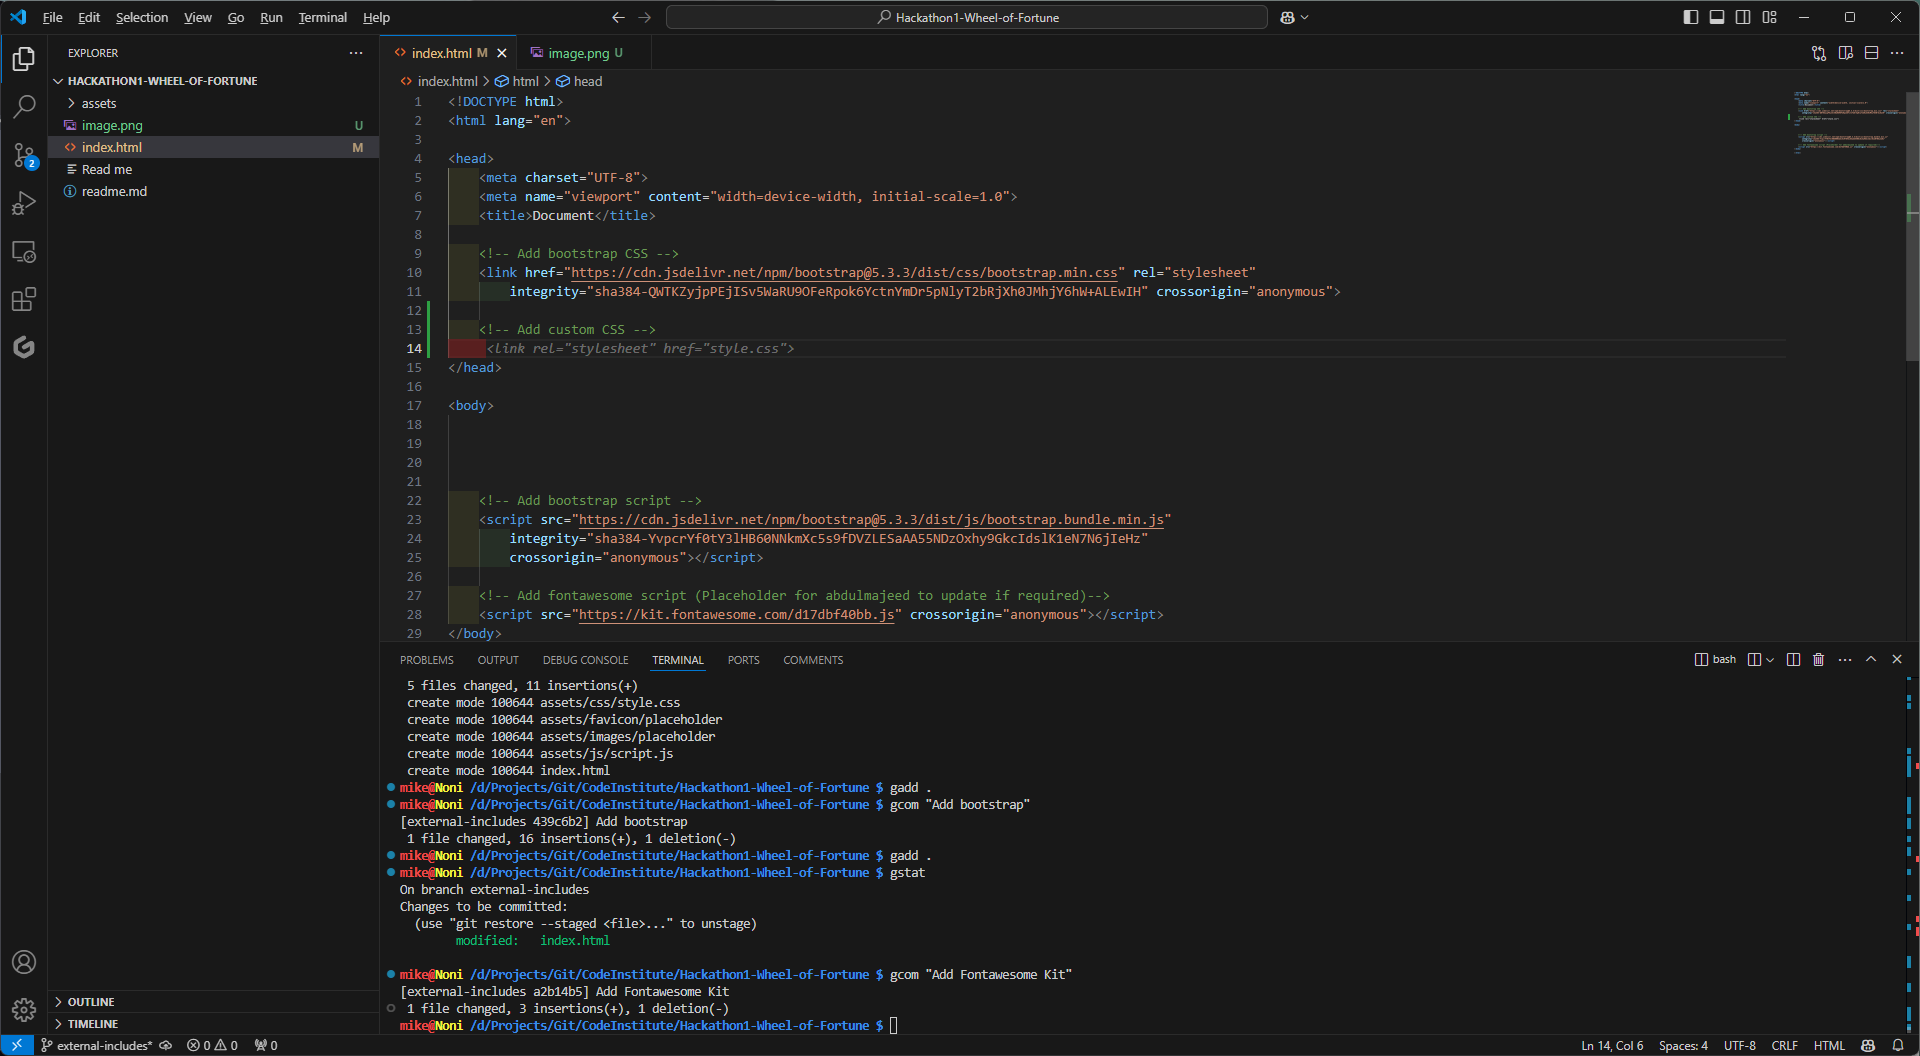 File Edit Selection View Go Run Terminal Help
Hackathon1-Wheel-of-Fortune
EXPLORER
HACKATHON1-WHEEL-OF-FORTUNE
assets
image.png U
index.html M
Read me
readme.md
2
OUTLINE
TIMELINE
index.html M
image.png U
index.html > html > head
1 <!DOCTYPE html>
2 <html lang="en">
3
4 <head>
5 <meta charset="UTF-8">
6 <meta name="viewport" content="width=device-width, initial-scale=1.0">
7 <title>Document</title>
8
9 <!-- Add bootstrap CSS -->
10 <link href="https://cdn.jsdelivr.net/npm/bootstrap@5.3.3/dist/css/bootstrap.min.css" rel="stylesheet"
11 integrity="sha384-QWTKZyjpPEjISv5WaRU9OFeRpok6YctnYmDr5pNlyT2bRjXh0JMhjY6hW+ALEwIH" crossorigin="anonymous">
12
13 <!-- Add custom CSS -->
14 <link rel="stylesheet" href="style.css">
15 </head>
16
17 <body>
18
19
20
21
22 <!-- Add bootstrap script -->
23 <script src="https://cdn.jsdelivr.net/npm/bootstrap@5.3.3/dist/js/bootstrap.bundle.min.js"
24 integrity="sha384-YvpcrYf0tY3lHB60NNkmXc5s9fDVZLESaAA55NDzOxhy9GkcIdslK1eN7N6jIeHz"
25 crossorigin="anonymous"></script>
26
27 <!-- Add fontawesome script (Placeholder for abdulmajeed to update if required)-->
28 <script src="https://kit.fontawesome.com/d17dbf40bb.js" crossorigin="anonymous"></script>
29 </body>
PROBLEMS OUTPUT DEBUG CONSOLE TERMINAL PORTS COMMENTS
bash
5 files changed, 11 insertions(+)
create mode 100644 assets/css/style.css
create mode 100644 assets/favicon/placeholder
create mode 100644 assets/images/placeholder
create mode 100644 assets/js/script.js
create mode 100644 index.html
mike@Noni /d/Projects/Git/CodeInstitute/Hackathon1-Wheel-of-Fortune $ gadd .
mike@Noni /d/Projects/Git/CodeInstitute/Hackathon1-Wheel-of-Fortune $ gcom "Add bootstrap"
[external-includes 439c6b2] Add bootstrap
1 file changed, 16 insertions(+), 1 deletion(-)
mike@Noni /d/Projects/Git/CodeInstitute/Hackathon1-Wheel-of-Fortune $ gadd .
mike@Noni /d/Projects/Git/CodeInstitute/Hackathon1-Wheel-of-Fortune $ gstat
On branch external-includes
Changes to be committed:
(use "git restore --staged <file>..." to unstage)
modified: index.html
mike@Noni /d/Projects/Git/CodeInstitute/Hackathon1-Wheel-of-Fortune $ gcom "Add Fontawesome Kit"
[external-includes a2b14b5] Add Fontawesome Kit
1 file changed, 3 insertions(+), 1 deletion(-)
mike@Noni /d/Projects/Git/CodeInstitute/Hackathon1-Wheel-of-Fortune $
external-includes* 0 0 0
Ln 14, Col 6 Spaces: 4 UTF-8 CRLF HTML